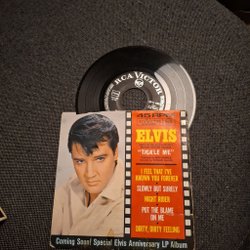 RCA VICTOR
45 RPM
ELVIS
"TICKLE ME"
I FEEL THAT I'VE
KNOWN YOU FOREVER
SLOWLY BUT SURELY
NIGHT RIDER
PUT THE BLAME ON
ME
DIRTY, DIRTY FEELING
Coming Soon! Special Elvis Anniversary LP Album